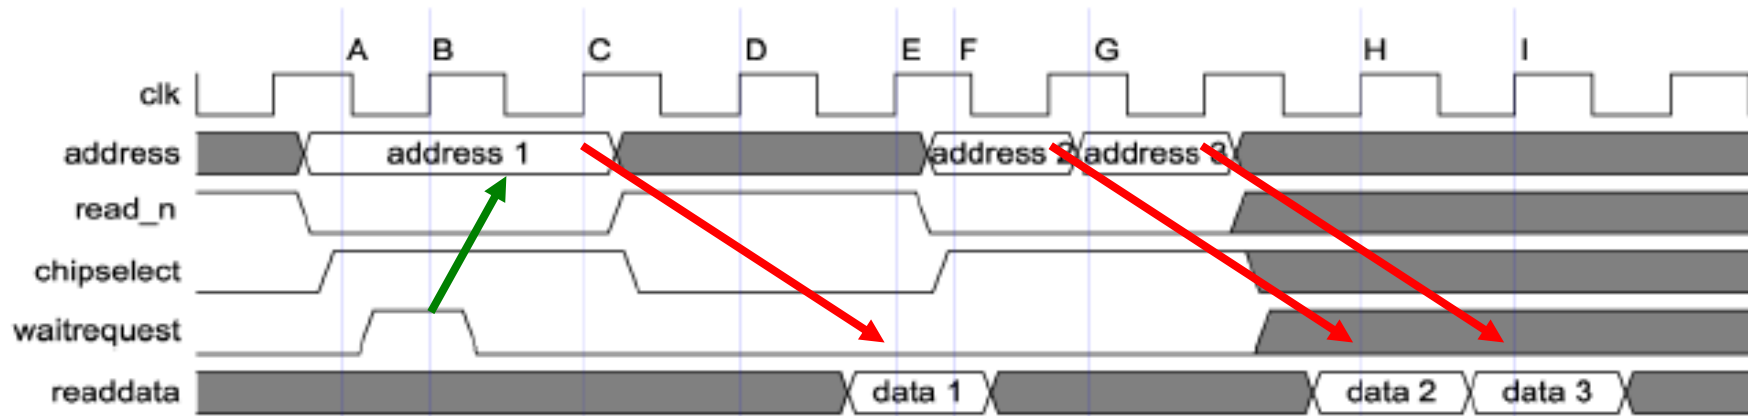 A B C D E F G H I
clk
address address 1 address 2 address 3
read_n
chipselect
waitrequest
readdata data 1 data 2 data 3